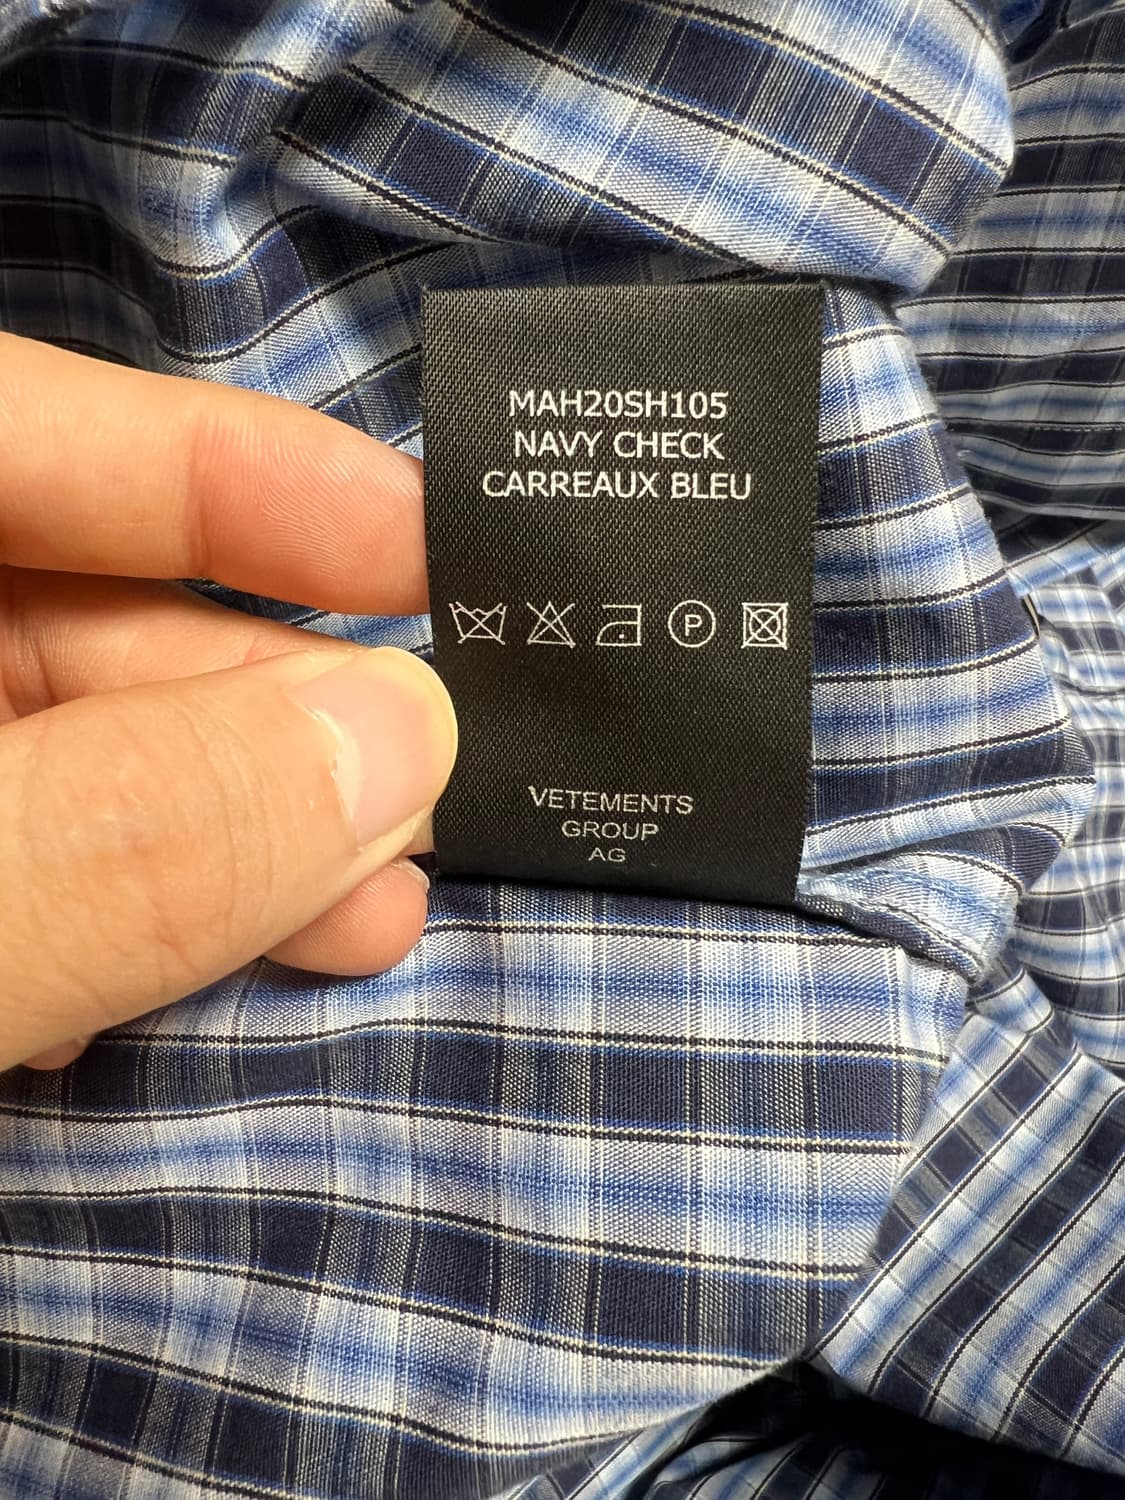 MAH20SH105
NAVY CHECK
CARREAUX BLEU
P
VETEMENTS
GROUP
AG